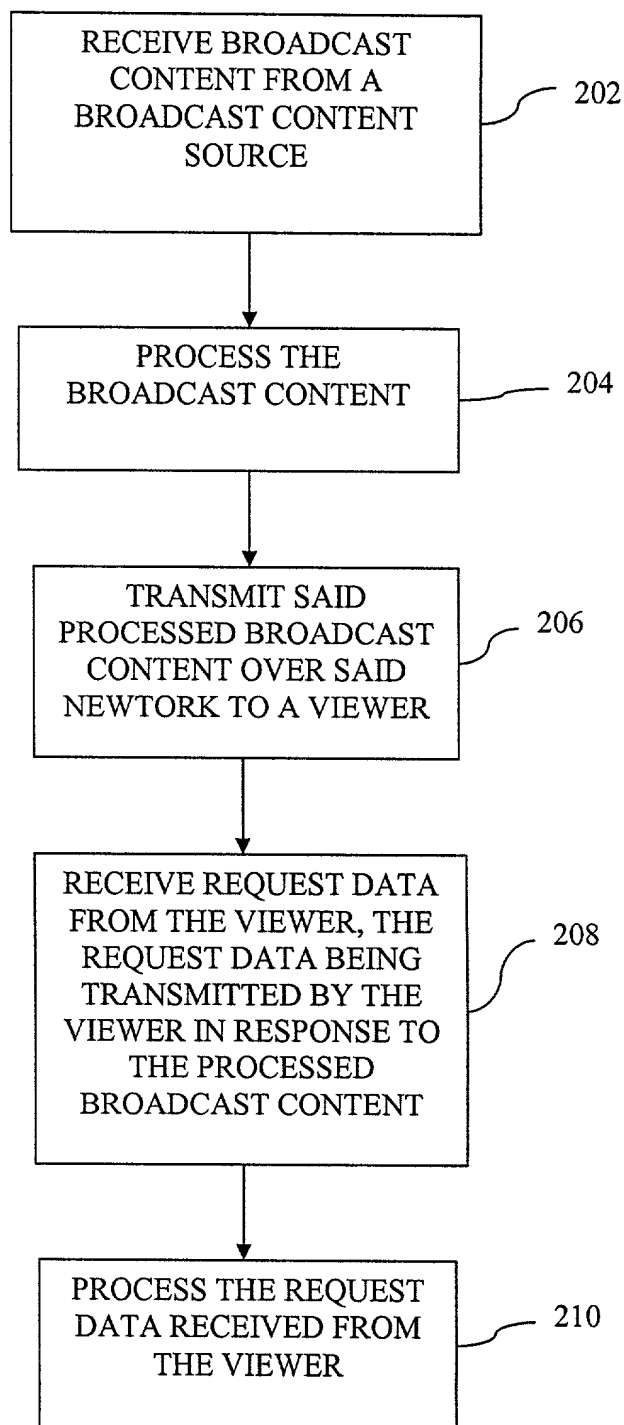 RECEIVE BROADCAST
CONTENT FROM A
BROADCAST CONTENT
SOURCE
202
PROCESS THE
BROADCAST CONTENT
204
TRANSMIT SAID
PROCESSED BROADCAST
CONTENT OVER SAID
NEWTORK TO A VIEWER
206
RECEIVE REQUEST DATA
FROM THE VIEWER, THE
REQUEST DATA BEING
TRANSMITTED BY THE
VIEWER IN RESPONSE TO
THE PROCESSED
BROADCAST CONTENT
208
PROCESS THE REQUEST
DATA RECEIVED FROM
THE VIEWER
210